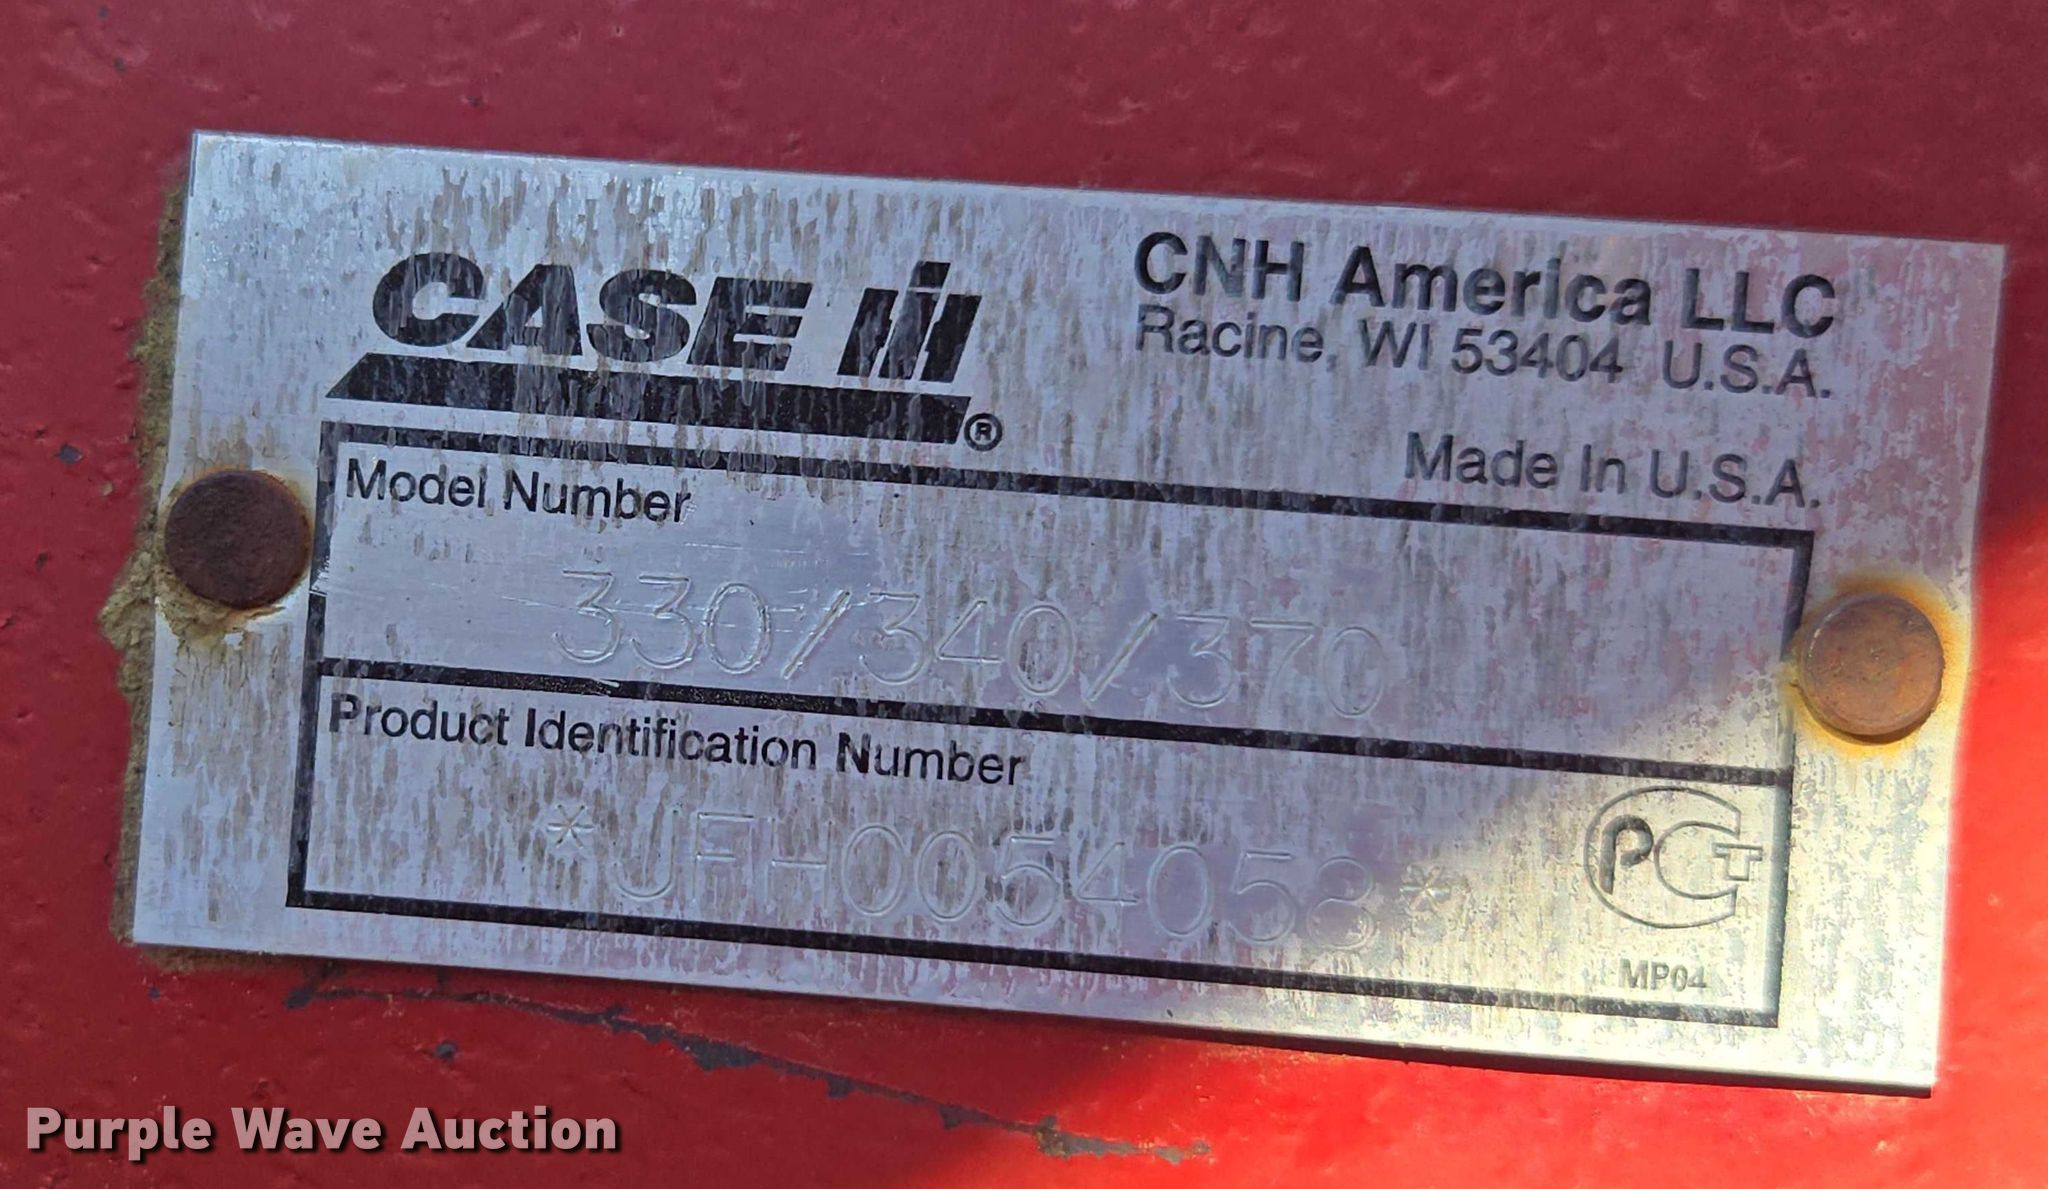 CASE IH ®
CNH America LLC
Racine, WI 53404 U.S.A.
Made In U.S.A.
Model Number
330/340/370
Product Identification Number
*JFH0054058*
PCT
MP04
Purple Wave Auction